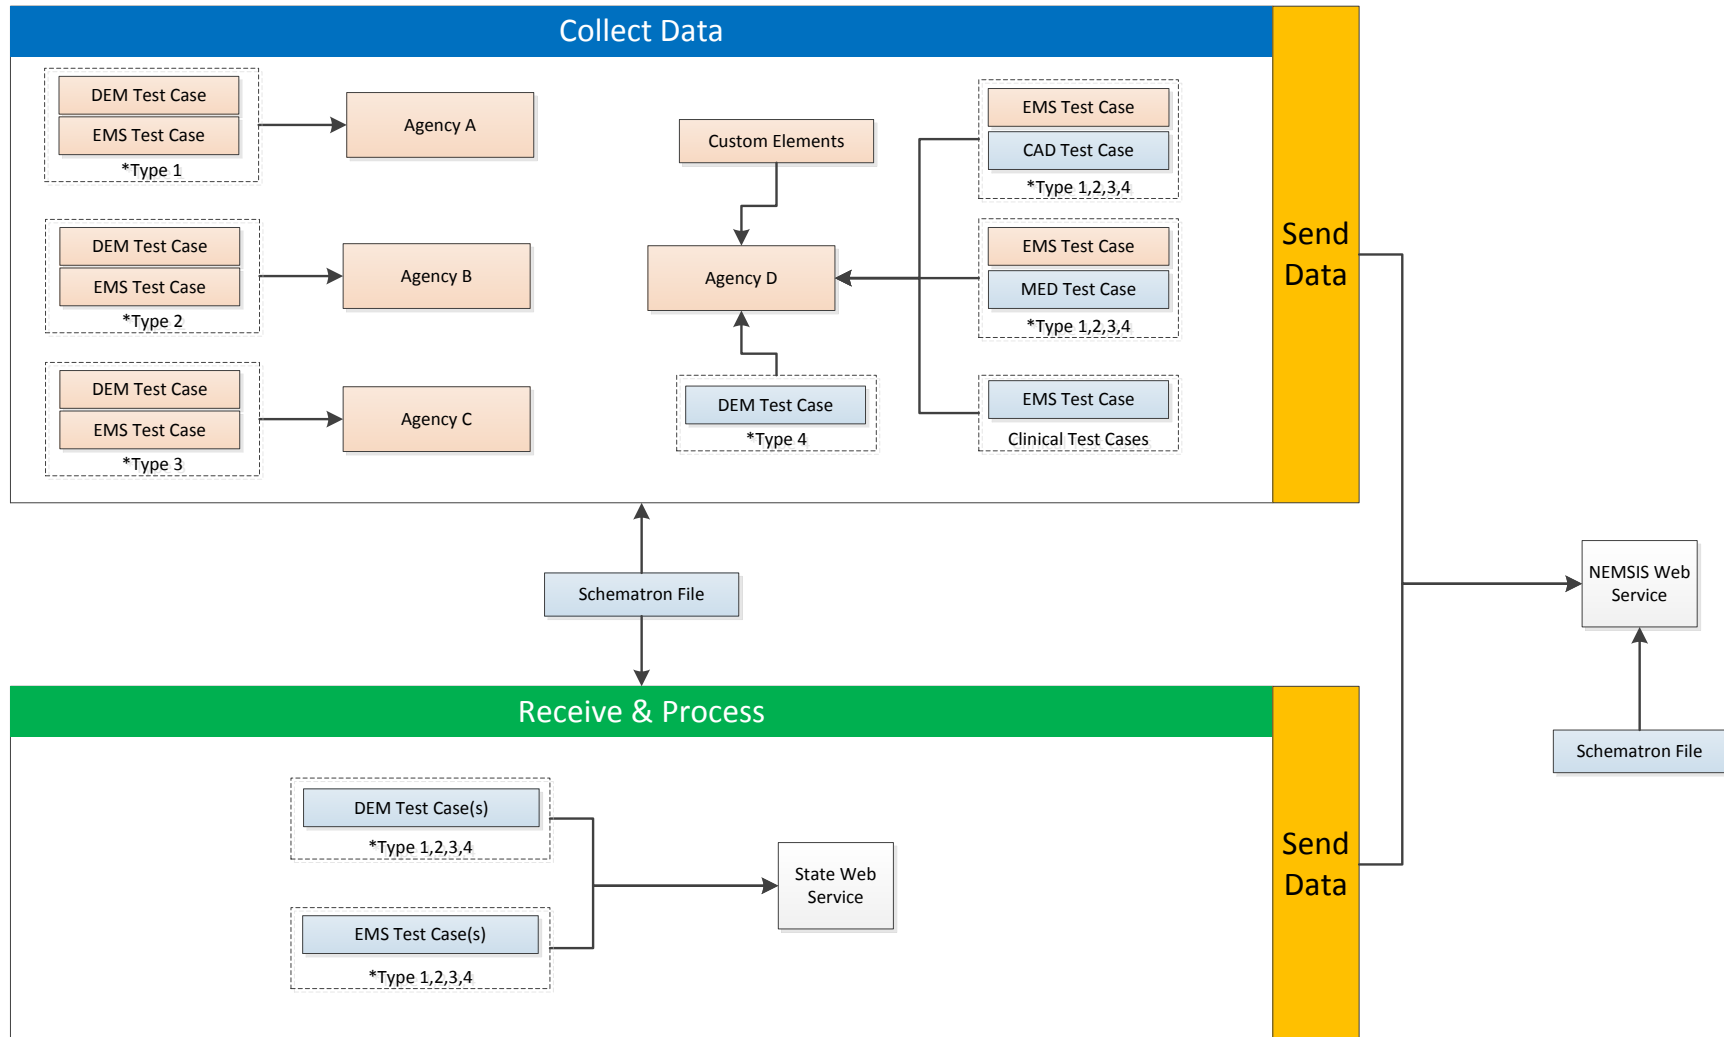 Collect Data
Send
Data
DEM Test Case
EMS Test Case
*Type 1
Agency A
DEM Test Case
EMS Test Case
*Type 2
Agency B
DEM Test Case
EMS Test Case
*Type 3
Agency C
Custom Elements
Agency D
DEM Test Case
*Type 4
EMS Test Case
CAD Test Case
*Type 1,2,3,4
EMS Test Case
MED Test Case
*Type 1,2,3,4
EMS Test Case
Clinical Test Cases
Schematron File
NEMSIS Web
Service
Schematron File
Receive & Process
Send
Data
DEM Test Case(s)
*Type 1,2,3,4
EMS Test Case(s)
*Type 1,2,3,4
State Web
Service